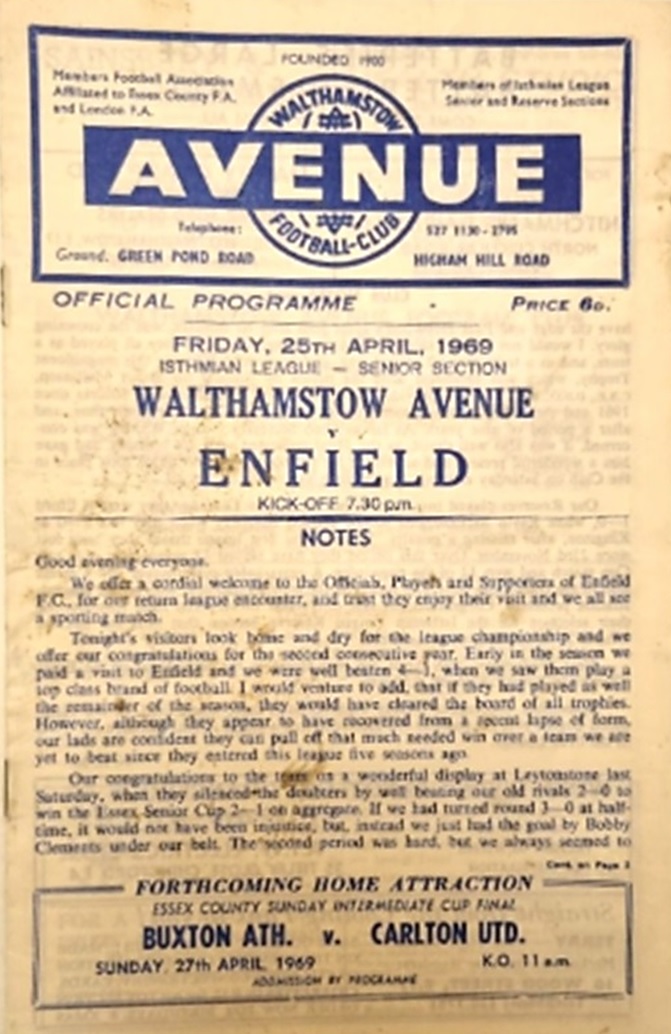 FOUNDED 1900
Members Football Association
Affiliated to Essex County F.A.
and London F.A.
Members of Isthmian League
Senior and Reserve Sections
WALTHAMSTOW
AVENUE
FOOTBALL-CLUB
Telephone:
527 1130 - 2795
Ground: GREEN POND ROAD
HIGHAM HILL ROAD
OFFICIAL PROGRAMME - PRICE 6D.
FRIDAY, 25TH APRIL, 1969
ISTHMIAN LEAGUE — SENIOR SECTION
WALTHAMSTOW AVENUE
v
ENFIELD
KICK-OFF 7.30 p.m.
NOTES
Good evening everyone.
We offer a cordial welcome to the Officials, Players and Supporters of Enfield
F.C., for our return league encounter, and trust they enjoy their visit and we all see
a sporting match.
Tonight's visitors look home and dry for the league championship and we
offer our congratulations for the second consecutive year. Early in the season we
paid a visit to Enfield and we were well beaten 4—1, when we saw them play a
top class brand of football. I would venture to add, that if they had played as well
the remainder of the season, they would have cleared the board of all trophies.
However, although they appear to have recovered from a recent lapse of form,
our lads are confident they can pull off that much needed win over a team we are
yet to beat since they entered this league five seasons ago.
Our congratulations to the team on a wonderful display at Leytonstone last
Saturday, when they silenced the doubters by well beating our old rivals 2—0 to
win the Essex Senior Cup 2—1 on aggregate. If we had turned round 3—0 at half-
time, it would not have been injustice, but, instead we just had the goal by Bobby
Clements under our belt. The second period was hard, but we always seemed to
Cont. on Page 3
FORTHCOMING HOME ATTRACTION
ESSEX COUNTY SUNDAY INTERMEDIATE CUP FINAL
BUXTON ATH. v. CARLTON UTD.
SUNDAY, 27th APRIL, 1969 K.O. 11 a.m.
ADMISSION BY PROGRAMME